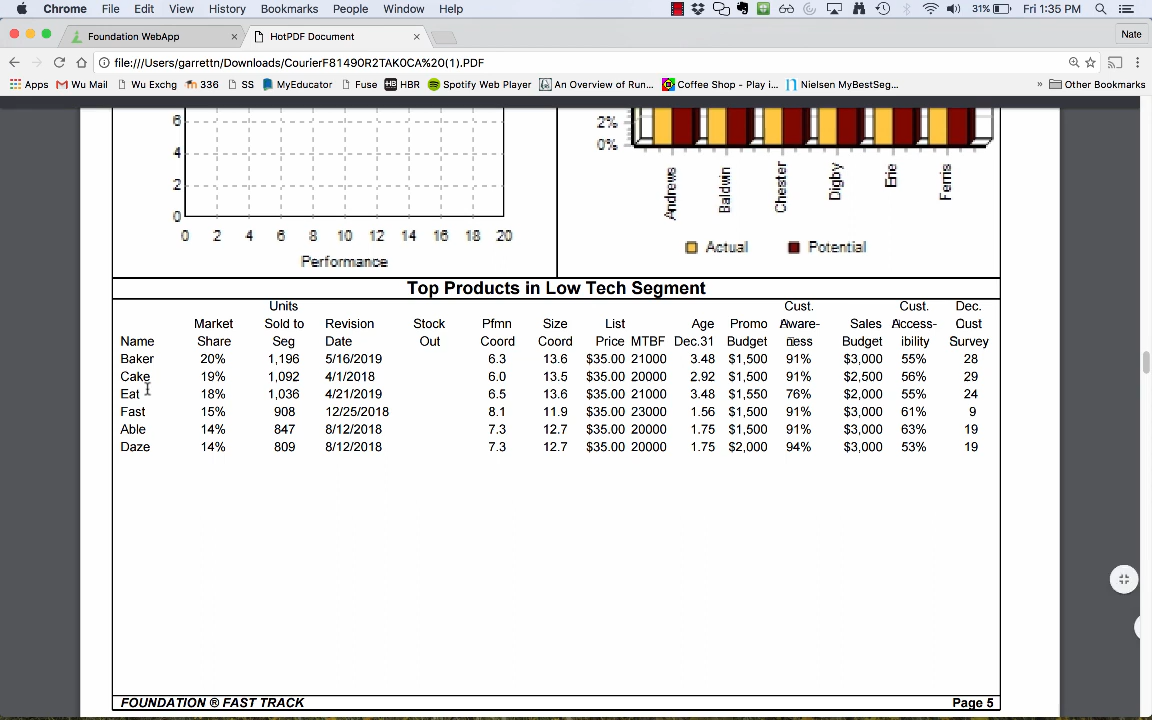 Chrome File Edit View History Bookmarks People Window Help 31% Fri 1:35 PM
Foundation WebApp × HotPDF Document × Nate
file:///Users/garrettn/Downloads/CourierF81490R2TAK0CA%20(1).PDF
Apps Wu Mail Wu Exchg 336 SS MyEducator Fuse HBR Spotify Web Player An Overview of Run... Coffee Shop - Play i... Nielsen MyBestSeg... » Other Bookmarks
6
4
2
0
0 2 4 6 8 10 12 14 16 18 20
Performance
2%
0%
Andrews Baldwin Chester Digby Erie Ferris
Actual Potential
Top Products in Low Tech Segment
Units Cust. Cust. Dec.
Market Sold to Revision Stock Pfmn Size List Age Promo Aware- Sales Access- Cust
Name Share Seg Date Out Coord Coord Price MTBF Dec.31 Budget ness Budget ibility Survey
Baker 20% 1,196 5/16/2019 6.3 13.6 $35.00 21000 3.48 $1,500 91% $3,000 55% 28
Cake 19% 1,092 4/1/2018 6.0 13.5 $35.00 20000 2.92 $1,500 91% $2,500 56% 29
Eat 18% 1,036 4/21/2019 6.5 13.6 $35.00 21000 3.48 $1,550 76% $2,000 55% 24
Fast 15% 908 12/25/2018 8.1 11.9 $35.00 23000 1.56 $1,500 91% $3,000 61% 9
Able 14% 847 8/12/2018 7.3 12.7 $35.00 20000 1.75 $1,500 91% $3,000 63% 19
Daze 14% 809 8/12/2018 7.3 12.7 $35.00 20000 1.75 $2,000 94% $3,000 53% 19
FOUNDATION ® FAST TRACK Page 5